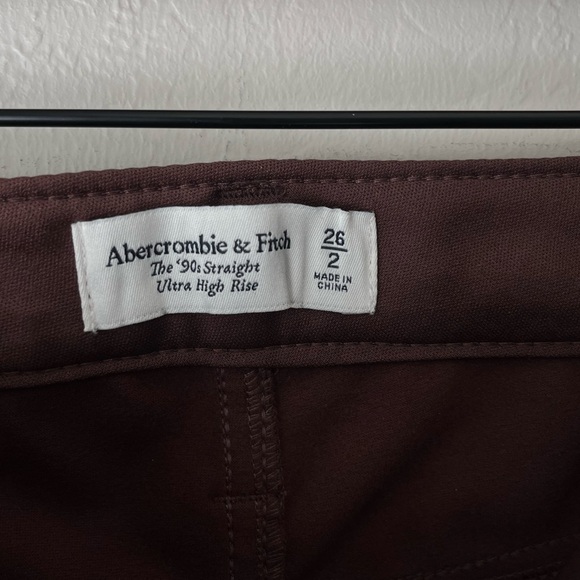 Abercrombie & Fitch
The '90s Straight
Ultra High Rise
26
2
MADE IN
CHINA